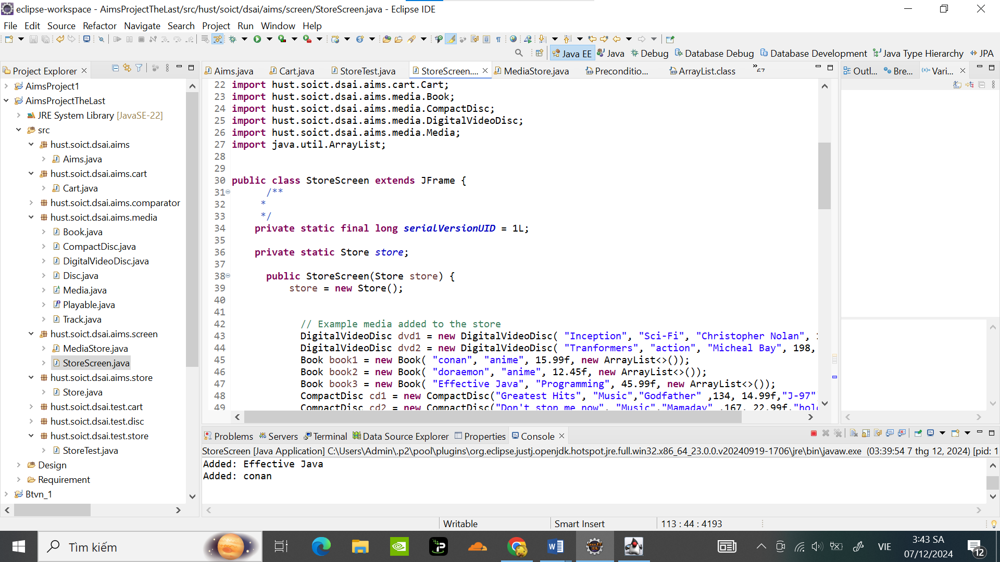 eclipse-workspace - AimsProjectTheLast/src/hust/soict/dsai/aims/screen/StoreScreen.java - Eclipse IDE
File Edit Source Refactor Navigate Search Project Run Window Help
Java EE Java Debug Database Debug Database Development Java Type Hierarchy JPA
Project Explorer
AimsProject1
AimsProjectTheLast
JRE System Library [JavaSE-22]
src
hust.soict.dsai.aims
Aims.java
hust.soict.dsai.aims.cart
Cart.java
hust.soict.dsai.aims.comparator
hust.soict.dsai.aims.media
Book.java
CompactDisc.java
DigitalVideoDisc.java
Disc.java
Media.java
Playable.java
Track.java
hust.soict.dsai.aims.screen
MediaStore.java
StoreScreen.java
hust.soict.dsai.aims.store
Store.java
hust.soict.dsai.test.cart
hust.soict.dsai.test.disc
hust.soict.dsai.test.store
StoreTest.java
Design
Requirement
Btvn_1
Aims.java Cart.java StoreTest.java StoreScreen.... MediaStore.java Preconditio... ArrayList.class
22 import hust.soict.dsai.aims.cart.Cart;
23 import hust.soict.dsai.aims.media.Book;
24 import hust.soict.dsai.aims.media.CompactDisc;
25 import hust.soict.dsai.aims.media.DigitalVideoDisc;
26 import hust.soict.dsai.aims.media.Media;
27 import java.util.ArrayList;
28
29
30 public class StoreScreen extends JFrame {
31 /**
32 *
33 */
34 private static final long serialVersionUID = 1L;
35
36 private static Store store;
37
38 public StoreScreen(Store store) {
39 store = new Store();
40
41
42 // Example media added to the store
43 DigitalVideoDisc dvd1 = new DigitalVideoDisc( "Inception", "Sci-Fi", "Christopher Nolan",
44 DigitalVideoDisc dvd2 = new DigitalVideoDisc( "Tranformers", "action", "Micheal Bay", 198,
45 Book book1 = new Book( "conan", "anime", 15.99f, new ArrayList<>());
46 Book book2 = new Book( "doraemon", "anime", 12.45f, new ArrayList<>());
47 Book book3 = new Book( "Effective Java", "Programming", 45.99f, new ArrayList<>());
48 CompactDisc cd1 = new CompactDisc("Greatest Hits", "Music","Godfather" ,134, 14.99f,"J-97"
49 CompactDisc cd2 = new CompactDisc("Don't stop me now", "Music","Mamaday" ,167, 22.99f,
Outl... Bre... Vari...
Problems Servers Terminal Data Source Explorer Properties Console
StoreScreen [Java Application] C:\Users\Admin\.p2\pool\plugins\org.eclipse.justj.openjdk.hotspot.jre.full.win32.x86_64_23.0.0.v20240919-1706\jre\bin\javaw.exe (03:39:54 7 thg 12, 2024) [pid: 1
Added: Effective Java
Added: conan
Writable Smart Insert 113 : 44 : 4193
Tìm kiếm
VIE
3:43 SA
07/12/2024
12